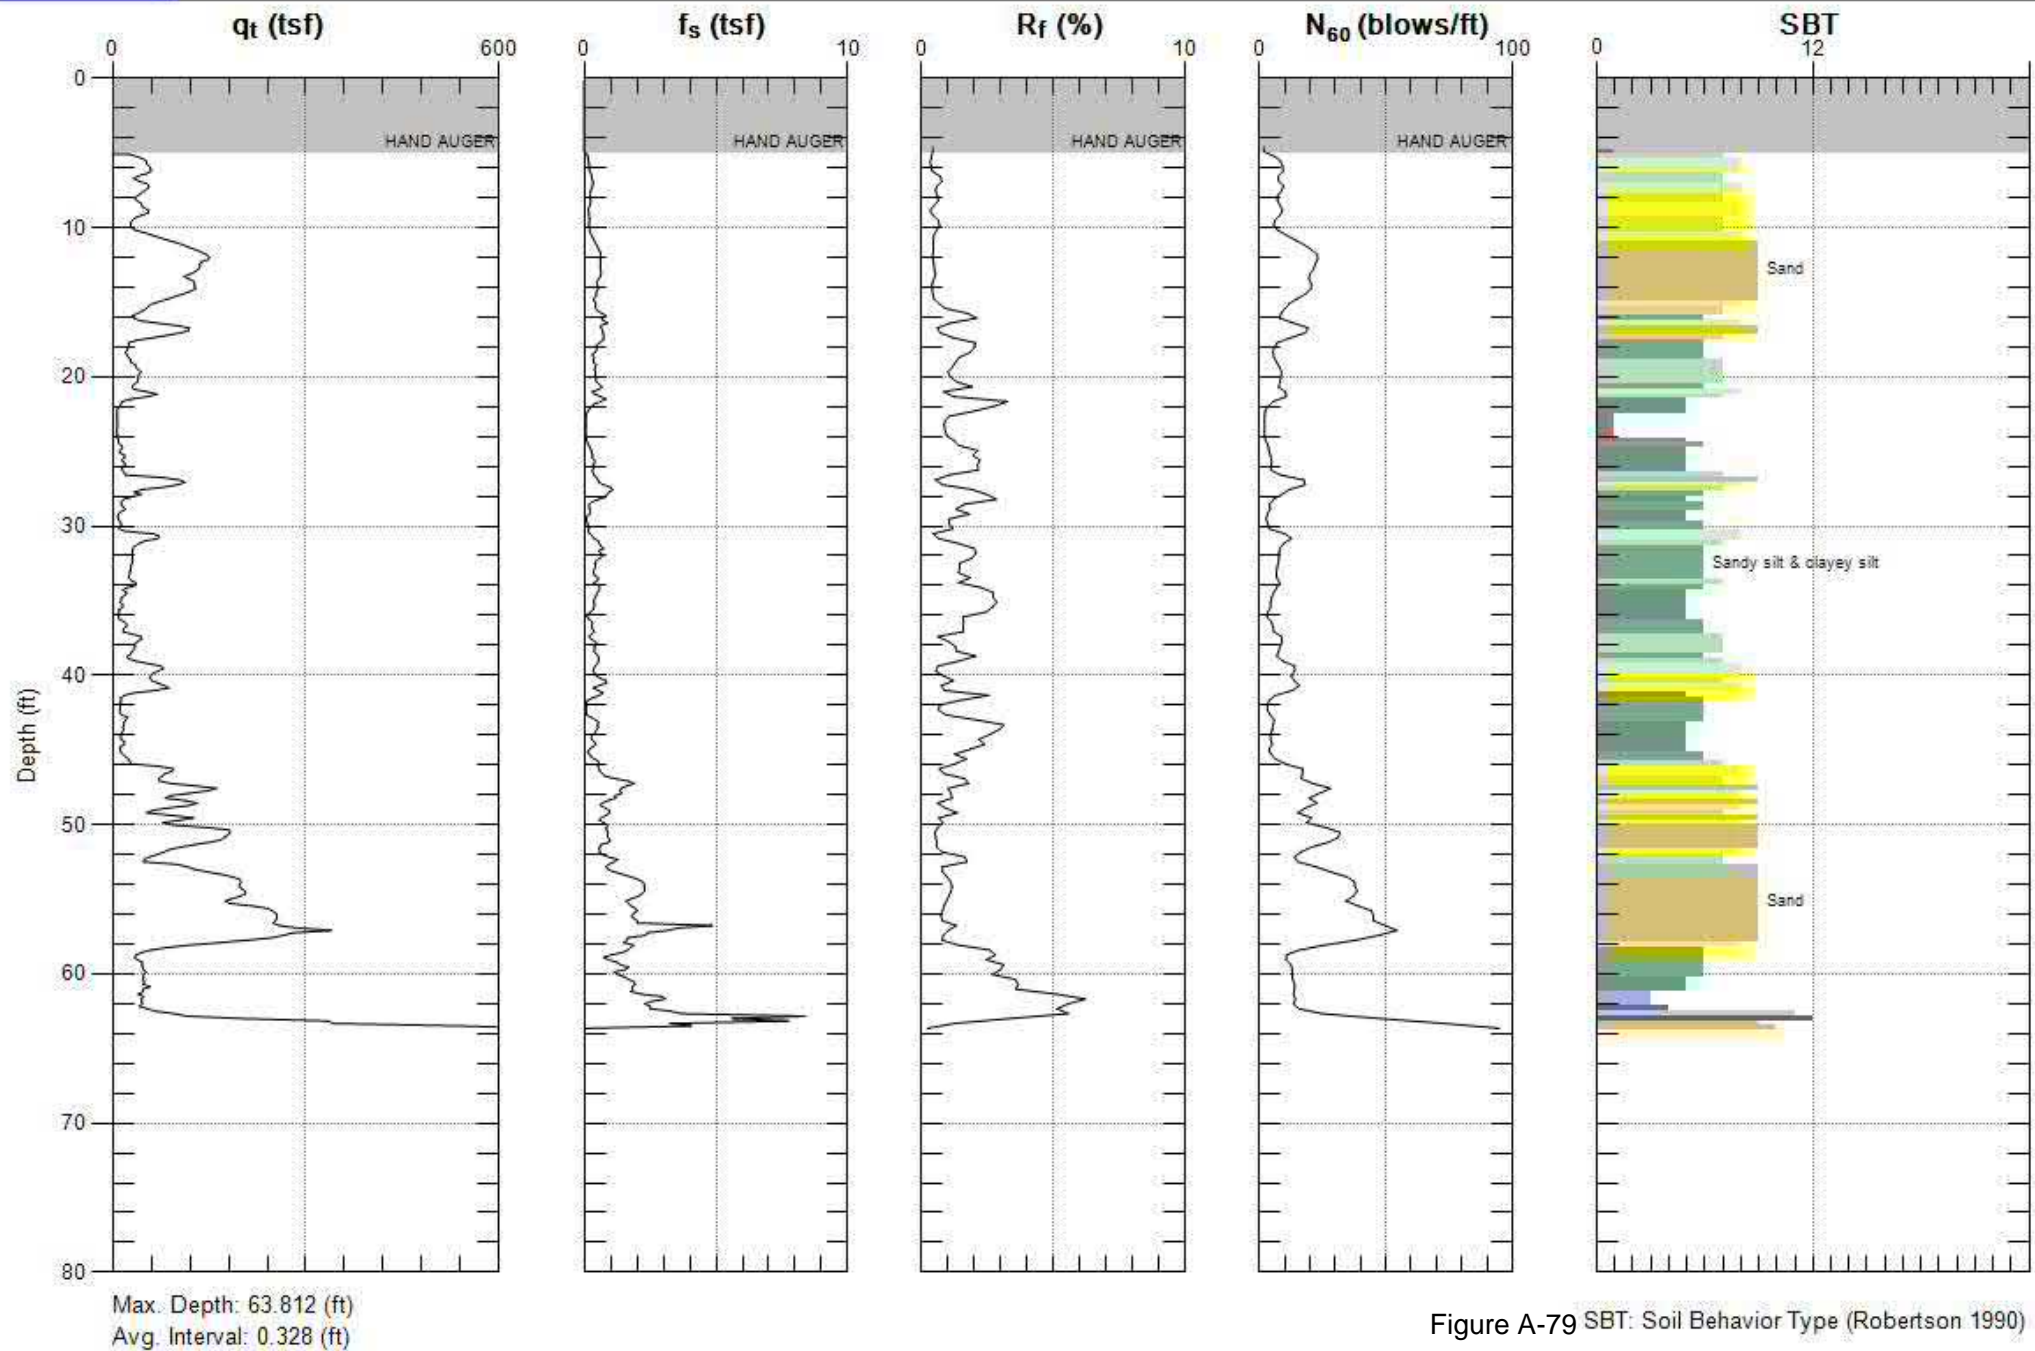 qt (tsf) fs (tsf) Rf (%) N60 (blows/ft) SBT
0 600 0 10 0 10 0 100 0 12
0
HAND AUGER HAND AUGER HAND AUGER HAND AUGER
10
Sand
20
30
Sandy silt & clayey silt
40
Depth (ft)
50
Sand
60
70
80
Max. Depth: 63.812 (ft)
Avg. Interval: 0.328 (ft)
Figure A-79 SBT: Soil Behavior Type (Robertson 1990)